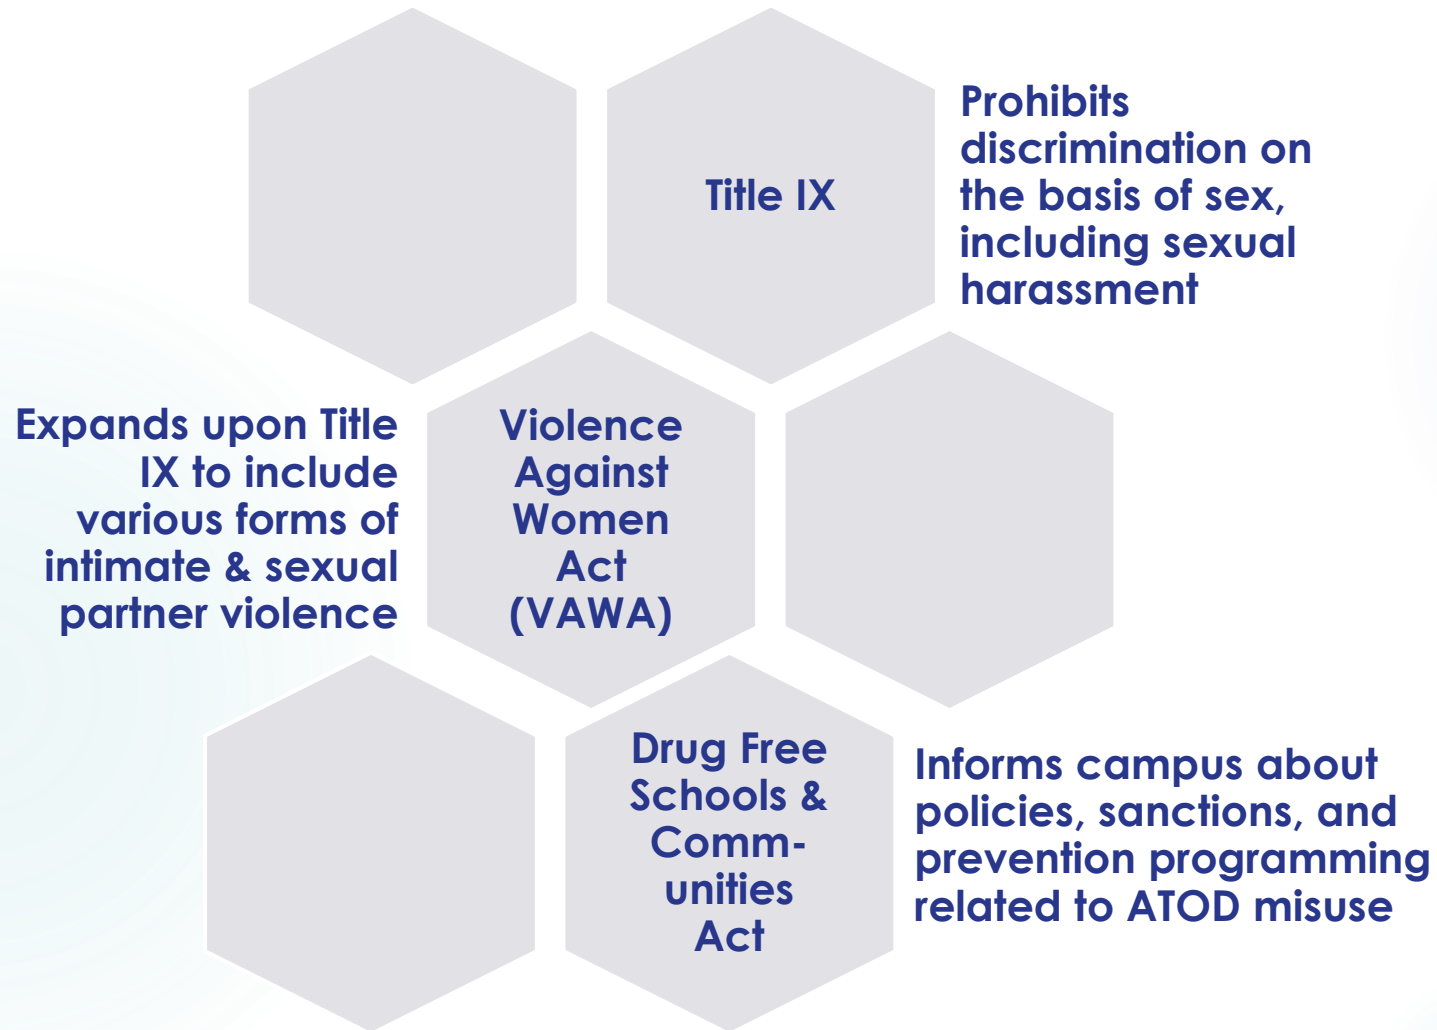 Title IX
Prohibits
discrimination on
the basis of sex,
including sexual
harassment
Expands upon Title
IX to include
various forms of
intimate & sexual
partner violence
Violence
Against
Women
Act
(VAWA)
Drug Free
Schools &
Comm-
unities
Act
Informs campus about
policies, sanctions, and
prevention programming
related to ATOD misuse